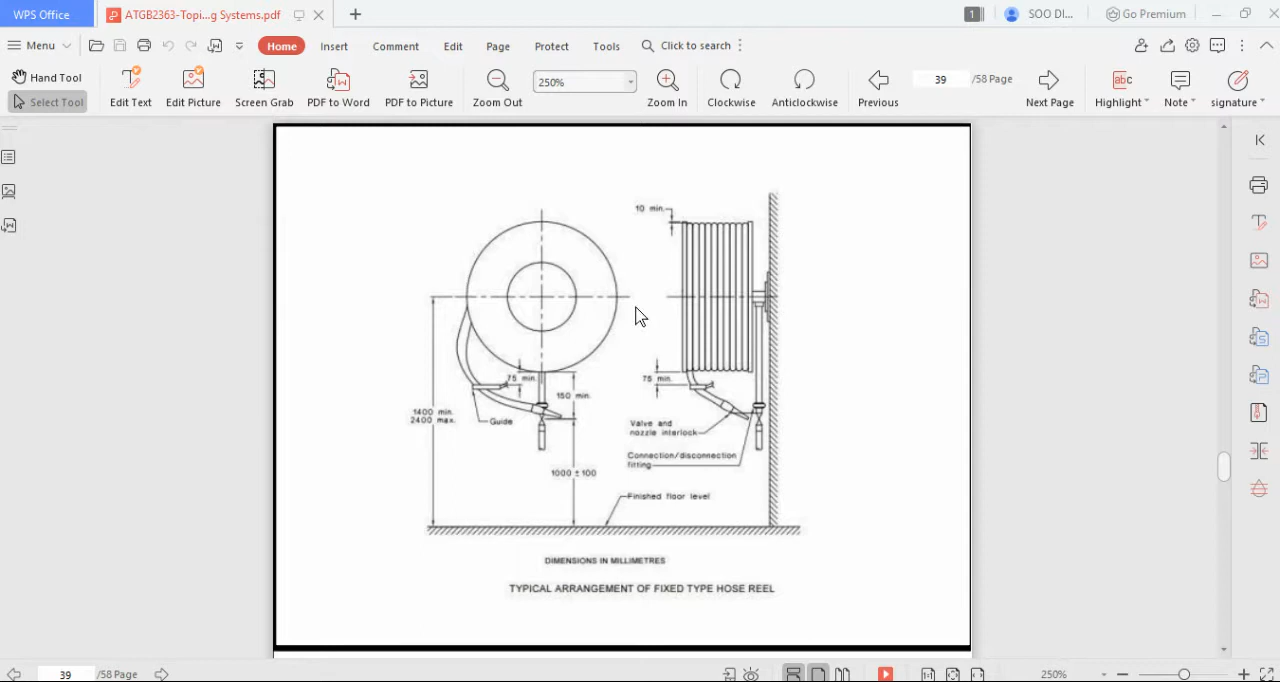 WPS Office
ATGB2363-Topi...g Systems.pdf
1
SOO DI...
Go Premium
Menu
Home
Insert
Comment
Edit
Page
Protect
Tools
Click to search
Hand Tool
Select Tool
Edit Text
Edit Picture
Screen Grab
PDF to Word
PDF to Picture
Zoom Out
250%
Zoom In
Clockwise
Anticlockwise
Previous
39
/58 Page
Next Page
Highlight
Note
signature
10 min.
75 min.
150 min.
75 min.
1400 min.
2400 max.
Guide
Valve and
nozzle interlock
Connection/disconnection
fitting
1000 ±100
Finished floor level
DIMENSIONS IN MILLIMETRES
TYPICAL ARRANGEMENT OF FIXED TYPE HOSE REEL
39
/58 Page
250%